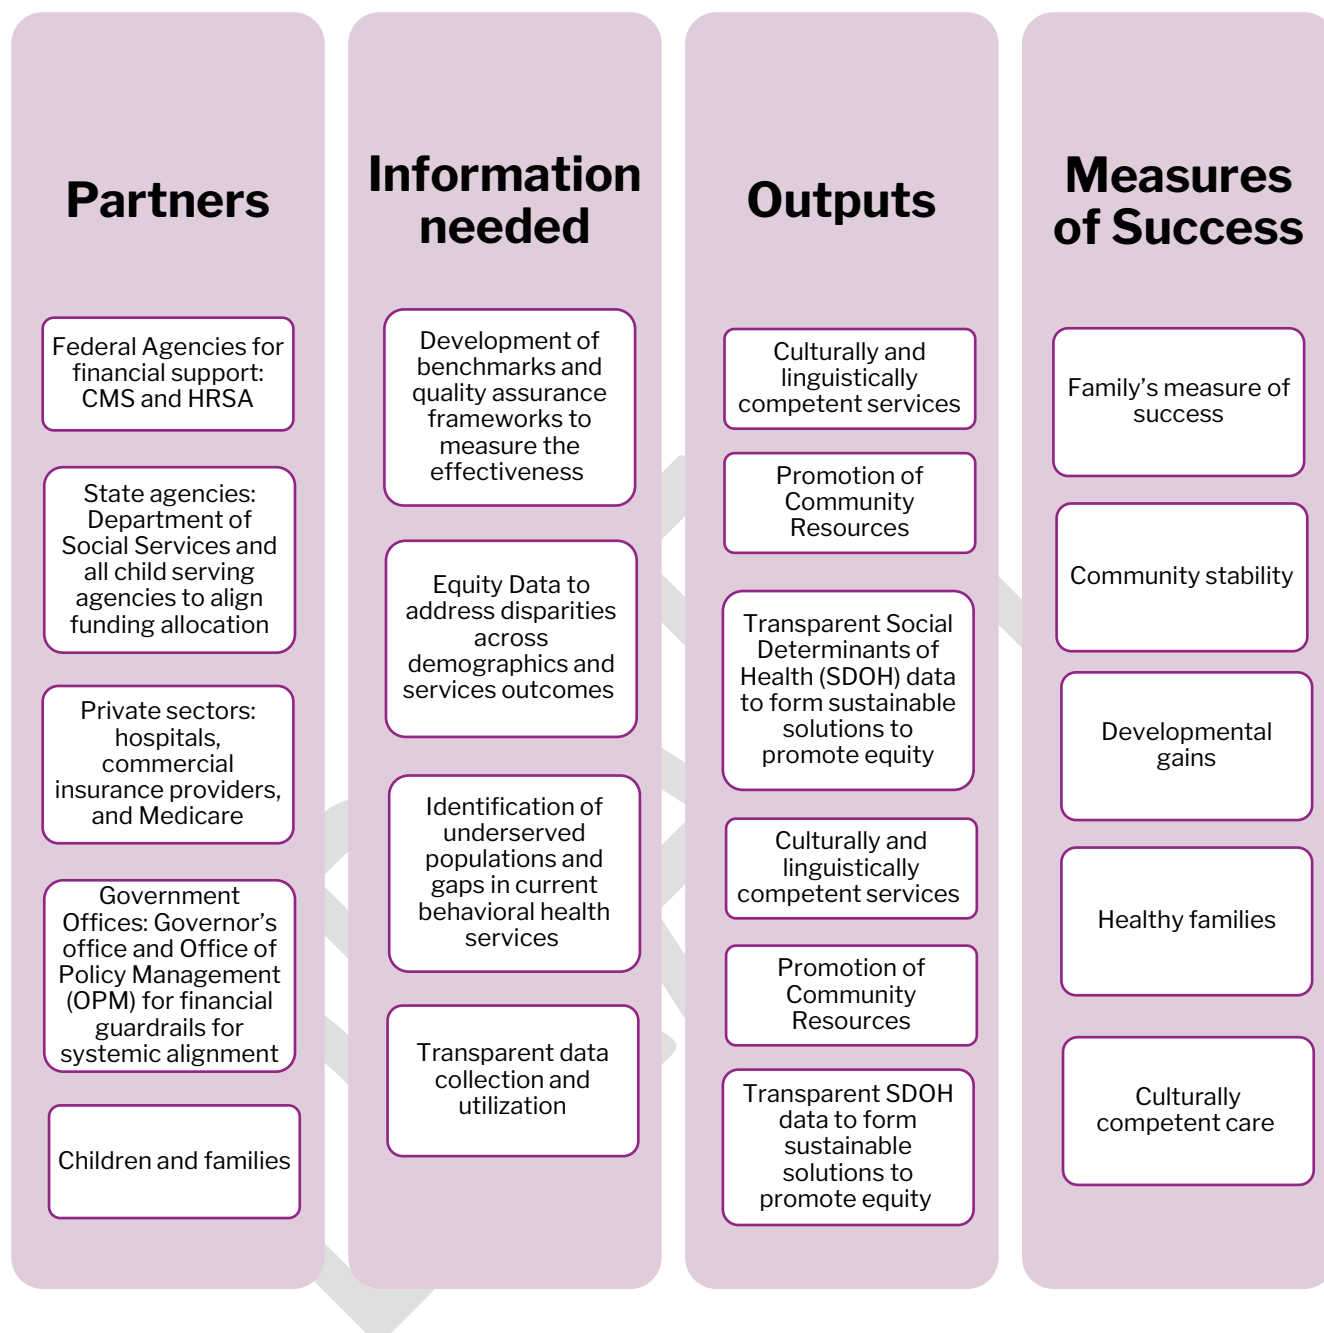 Partners
Federal Agencies for
financial support:
CMS and HRSA
State agencies:
Department of
Social Services and
all child serving
agencies to align
funding allocation
Private sectors:
hospitals,
commercial
insurance providers,
and Medicare
Government
Offices: Governor’s
office and Office of
Policy Management
(OPM) for financial
guardrails for
systemic alignment
Children and families
Information
needed
Development of
benchmarks and
quality assurance
frameworks to
measure the
effectiveness
Equity Data to
address disparities
across
demographics and
services outcomes
Identification of
underserved
populations and
gaps in current
behavioral health
services
Transparent data
collection and
utilization
Outputs
Culturally and
linguistically
competent services
Promotion of
Community
Resources
Transparent Social
Determinants of
Health (SDOH) data
to form sustainable
solutions to
promote equity
Culturally and
linguistically
competent services
Promotion of
Community
Resources
Transparent SDOH
data to form
sustainable
solutions to
promote equity
Measures
of Success
Family’s measure of
success
Community stability
Developmental
gains
Healthy families
Culturally
competent care